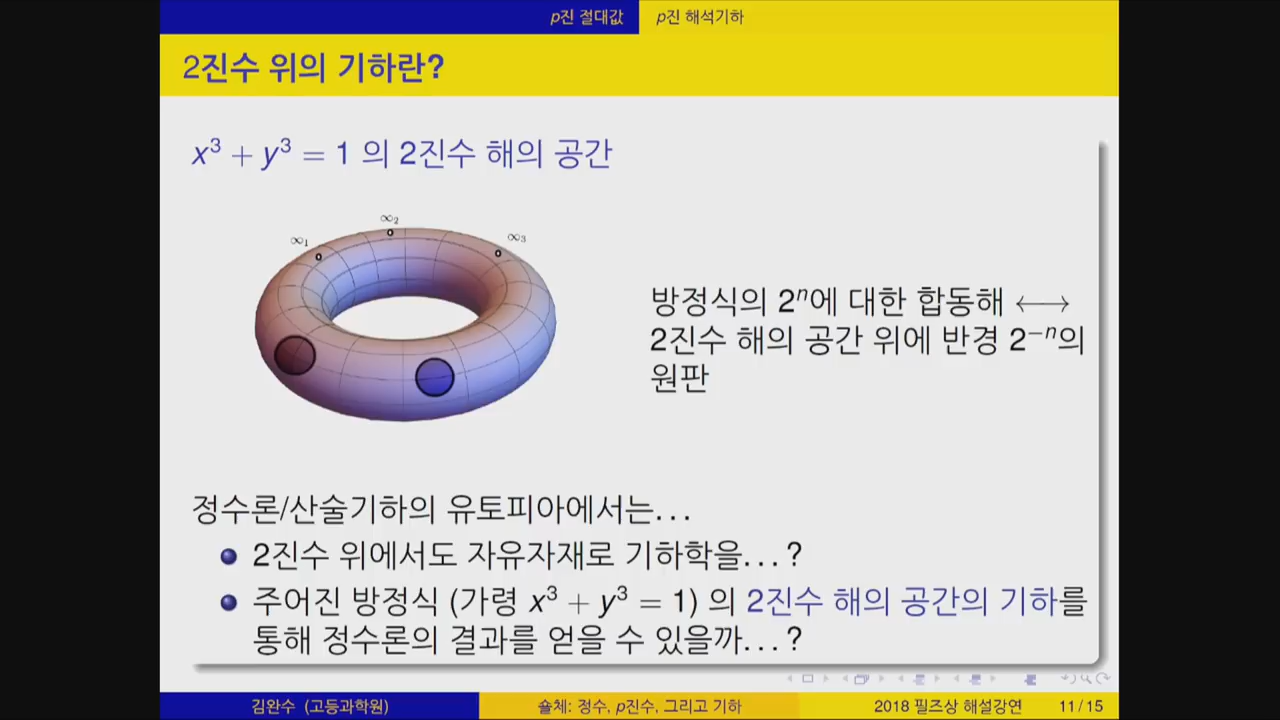 p진 절대값
p진 해석기하
2진수 위의 기하란?
x³ + y³ = 1 의 2진수 해의 공간
∞₁
∞₂
∞₃
방정식의 2ⁿ에 대한 합동해 ⟷
2진수 해의 공간 위에 반경 2⁻ⁿ의
원판
정수론/산술기하의 유토피아에서는...
2진수 위에서도 자유자재로 기하학을...?
주어진 방정식 (가령 x³ + y³ = 1) 의 2진수 해의 공간의 기하를
통해 정수론의 결과를 얻을 수 있을까...?
김완수 (고등과학원)
숄체: 정수, p진수, 그리고 기하
2018 필즈상 해설강연
11 / 15